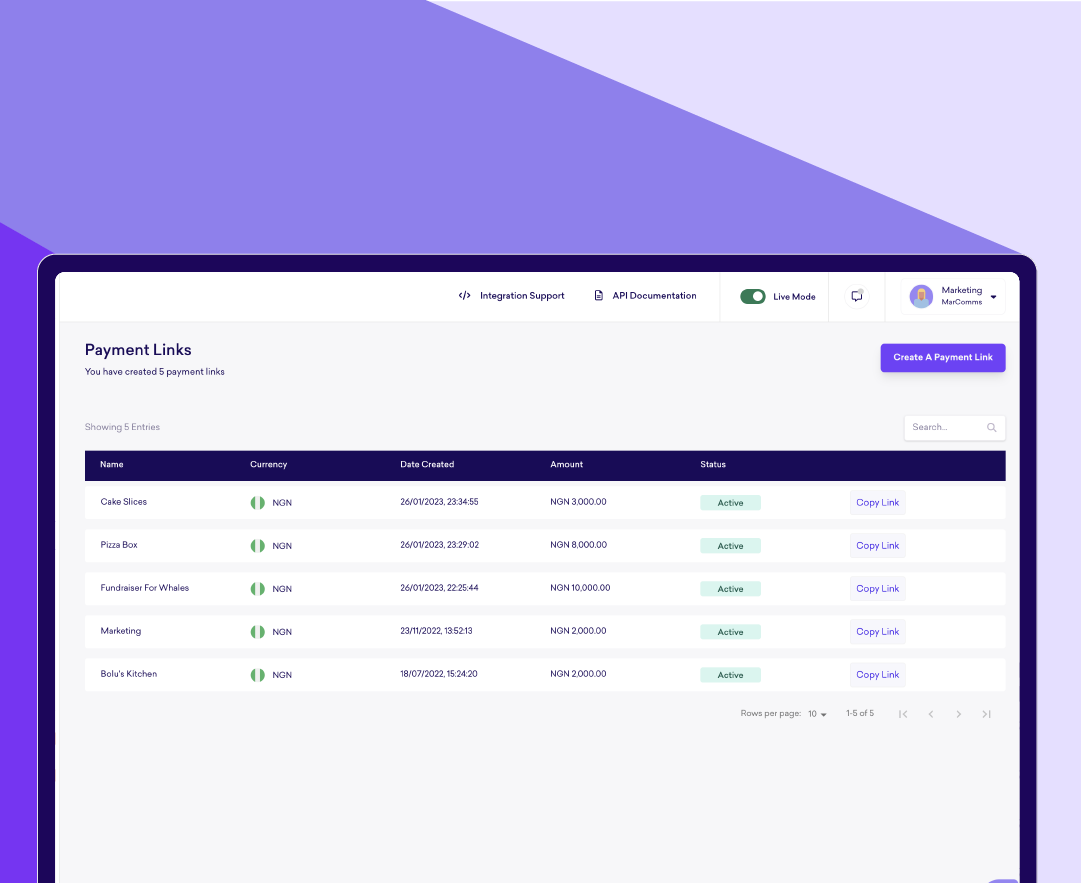 </> Integration Support API Documentation Live Mode Marketing
MarComms
Payment Links
Create A Payment Link
You have created 5 payment links
Showing 5 Entries Search...
Name Currency Date Created Amount Status
Cake Slices NGN 26/01/2023, 23:34:55 NGN 3,000.00 Active Copy Link
Pizza Box NGN 26/01/2023, 23:29:02 NGN 8,000.00 Active Copy Link
Fundraiser For Whales NGN 26/01/2023, 22:25:44 NGN 10,000.00 Active Copy Link
Marketing NGN 23/11/2022, 13:52:13 NGN 2,000.00 Active Copy Link
Bolu's Kitchen NGN 18/07/2022, 15:24:20 NGN 2,000.00 Active Copy Link
Rows per page: 10 1-5 of 5